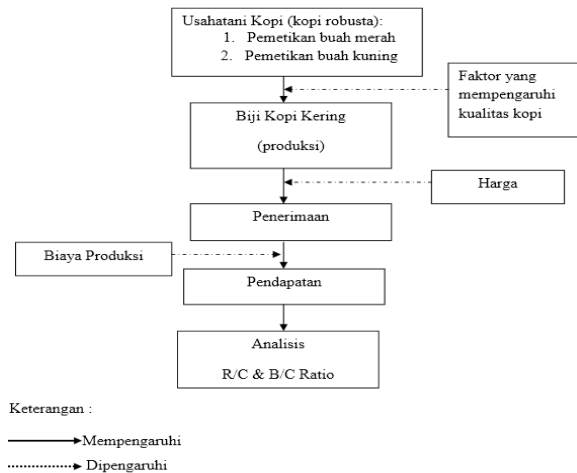 Usahatani Kopi (kopi robusta):
1. Pemetikan buah merah
2. Pemetikan buah kuning
Faktor yang
mempengaruhi
kualitas kopi
Biji Kopi Kering
(produksi)
Harga
Penerimaan
Biaya Produksi
Pendapatan
Analisis
R/C & B/C Ratio
Keterangan :
Mempengaruhi
Dipengaruhi